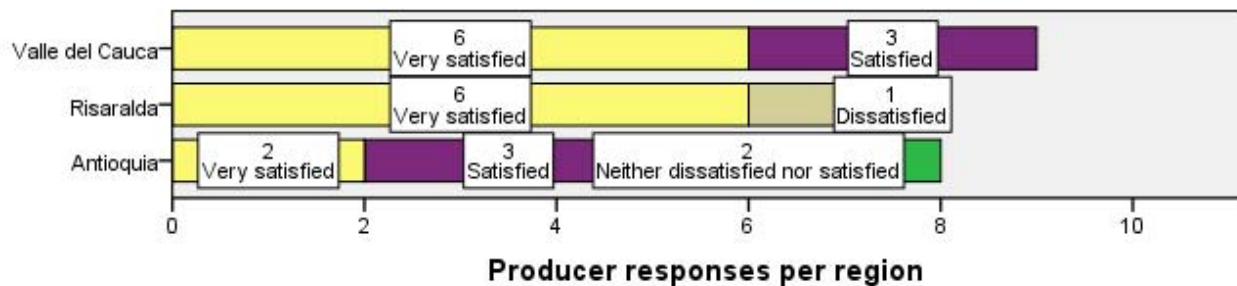 Valle del Cauca
6
Very satisfied
3
Satisfied
Risaralda
6
Very satisfied
1
Dissatisfied
Antioquia
2
Very satisfied
3
Satisfied
2
Neither dissatisfied nor satisfied
0 2 4 6 8 10
Producer responses per region